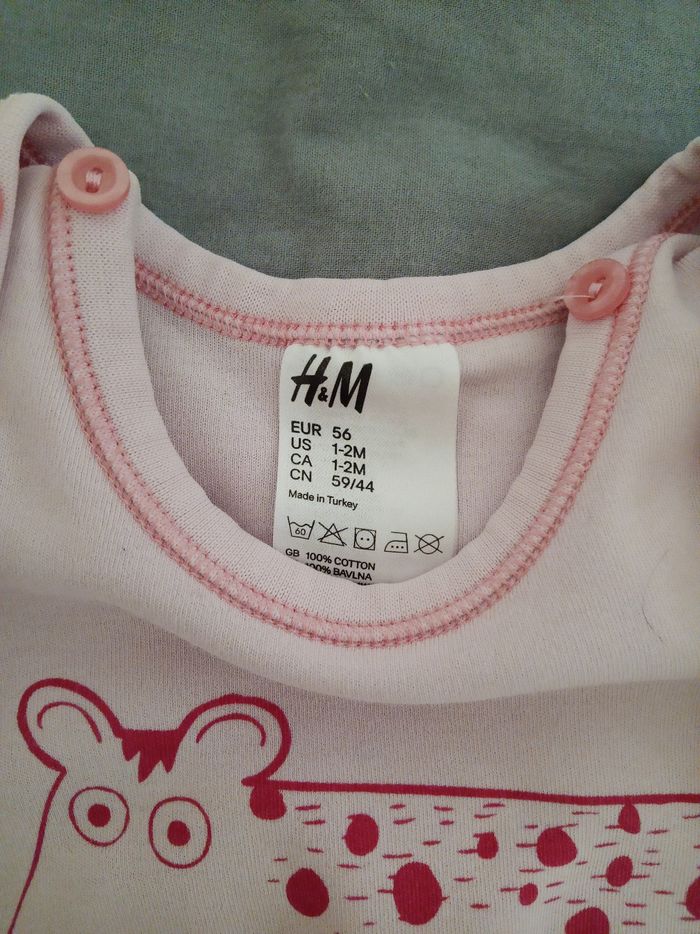 H&M
EUR 56
US 1-2M
CA 1-2M
CN 59/44
Made in Turkey
60
GB 100% COTTON
100% BAVLNA